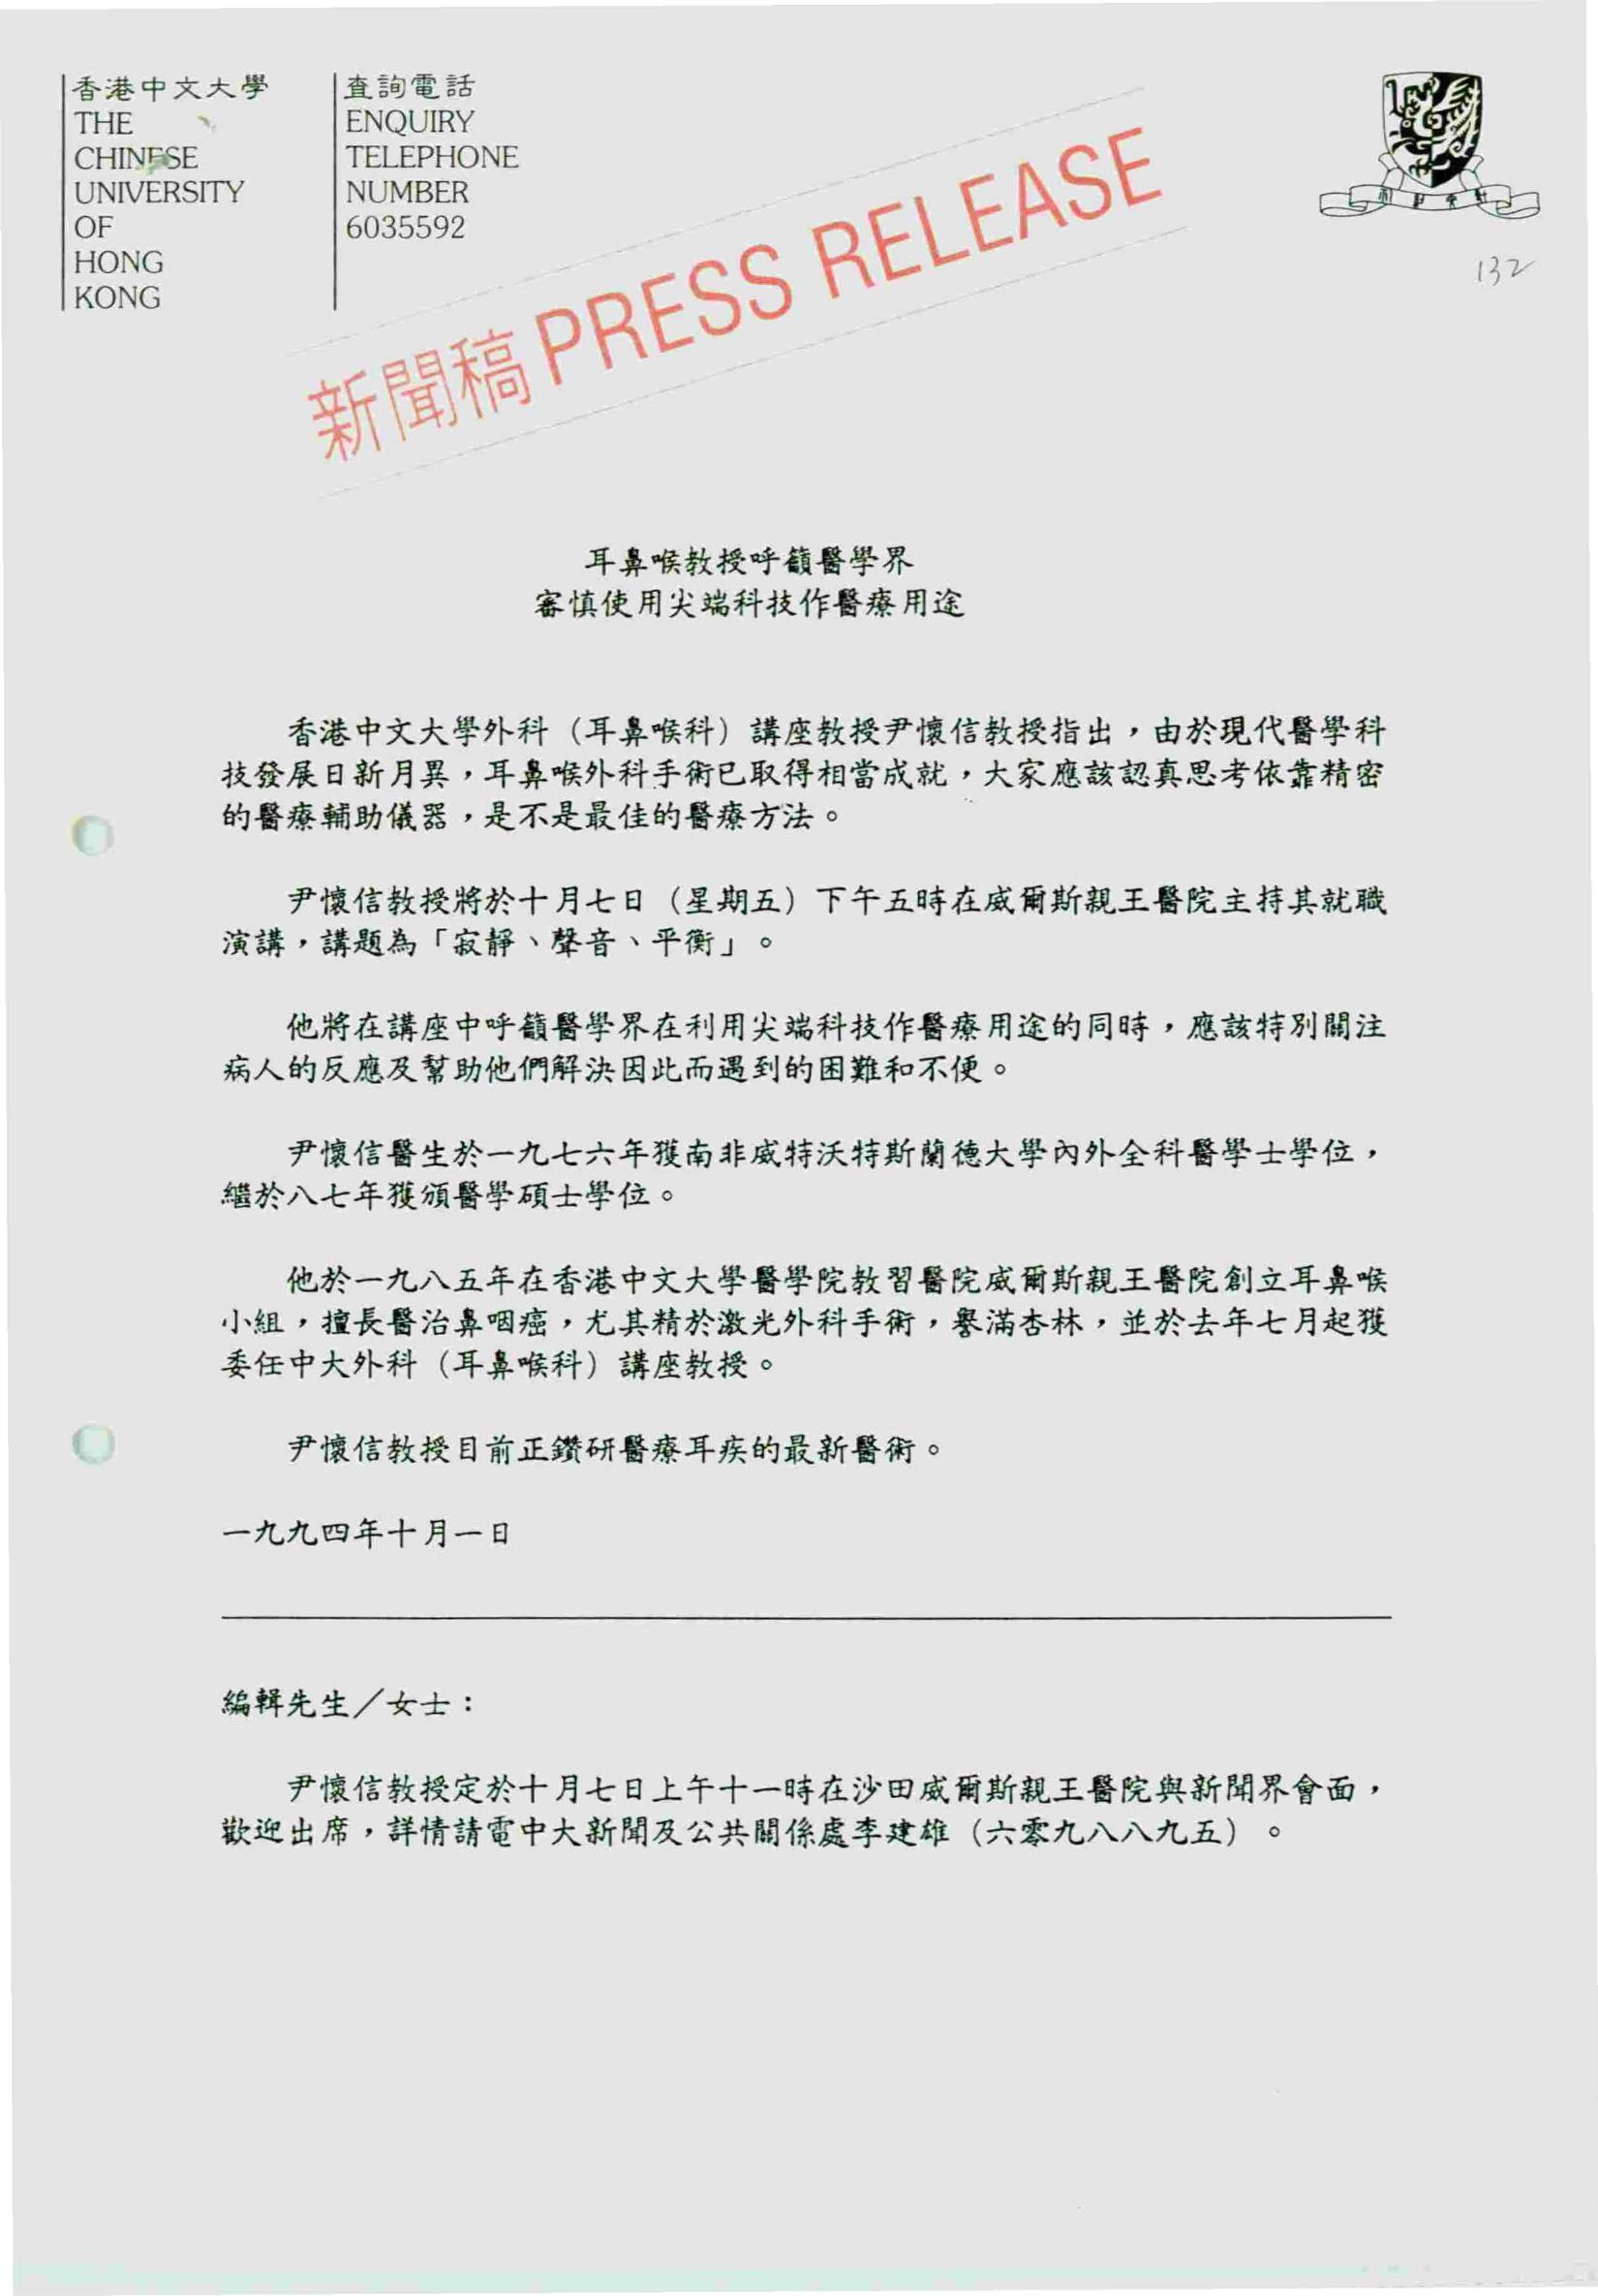 香港中文大學
THE
CHINESE
UNIVERSITY
OF
HONG
KONG
查詢電話
ENQUIRY
TELEPHONE
NUMBER
6035592
新聞稿 PRESS RELEASE
132
耳鼻喉教授呼籲醫學界
審慎使用尖端科技作醫療用途
香港中文大學外科（耳鼻喉科）講座教授尹懷信教授指出，由於現代醫學科
技發展日新月異，耳鼻喉外科手術已取得相當成就，大家應該認真思考依靠精密
的醫療輔助儀器，是不是最佳的醫療方法。
尹懷信教授將於十月七日（星期五）下午五時在威爾斯親王醫院主持其就職
演講，講題為「寂靜、聲音、平衡」。
他將在講座中呼籲醫學界在利用尖端科技作醫療用途的同時，應該特別關注
病人的反應及幫助他們解決因此而遇到的困難和不便。
尹懷信醫生於一九七六年獲南非威特沃特斯蘭德大學內外全科醫學士學位，
繼於八七年獲頒醫學碩士學位。
他於一九八五年在香港中文大學醫學院教習醫院威爾斯親王醫院創立耳鼻喉
小組，擅長醫治鼻咽癌，尤其精於激光外科手術，譽滿杏林，並於去年七月起獲
委任中大外科（耳鼻喉科）講座教授。
尹懷信教授目前正鑽研醫療耳疾的最新醫術。
一九九四年十月一日
編輯先生／女士：
尹懷信教授定於十月七日上午十一時在沙田威爾斯親王醫院與新聞界會面，
歡迎出席，詳情請電中大新聞及公共關係處李建雄（六零九八八九五）。